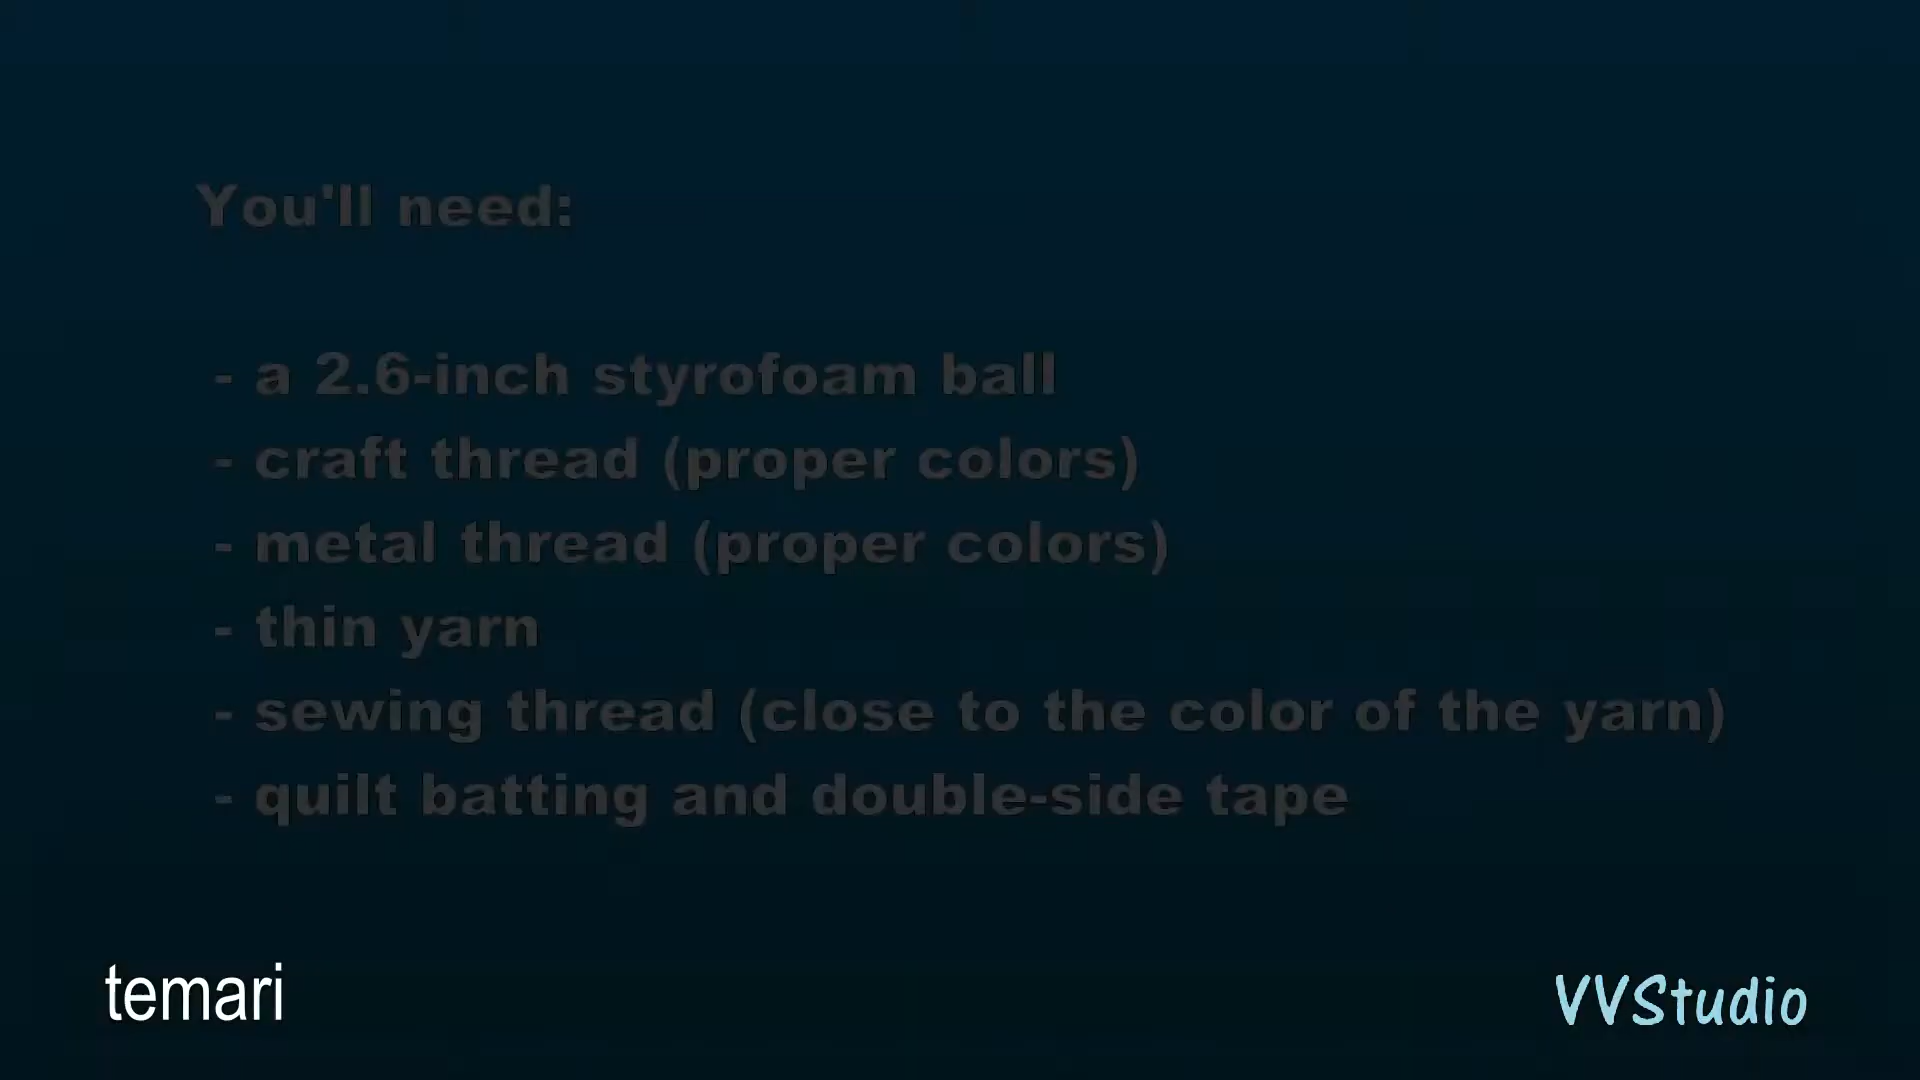 You'll need:
- a 2.6-inch styrofoam ball
- craft thread (proper colors)
- metal thread (proper colors)
- thin yarn
- sewing thread (close to the color of the yarn)
- quilt batting and double-side tape
temari
VVStudio